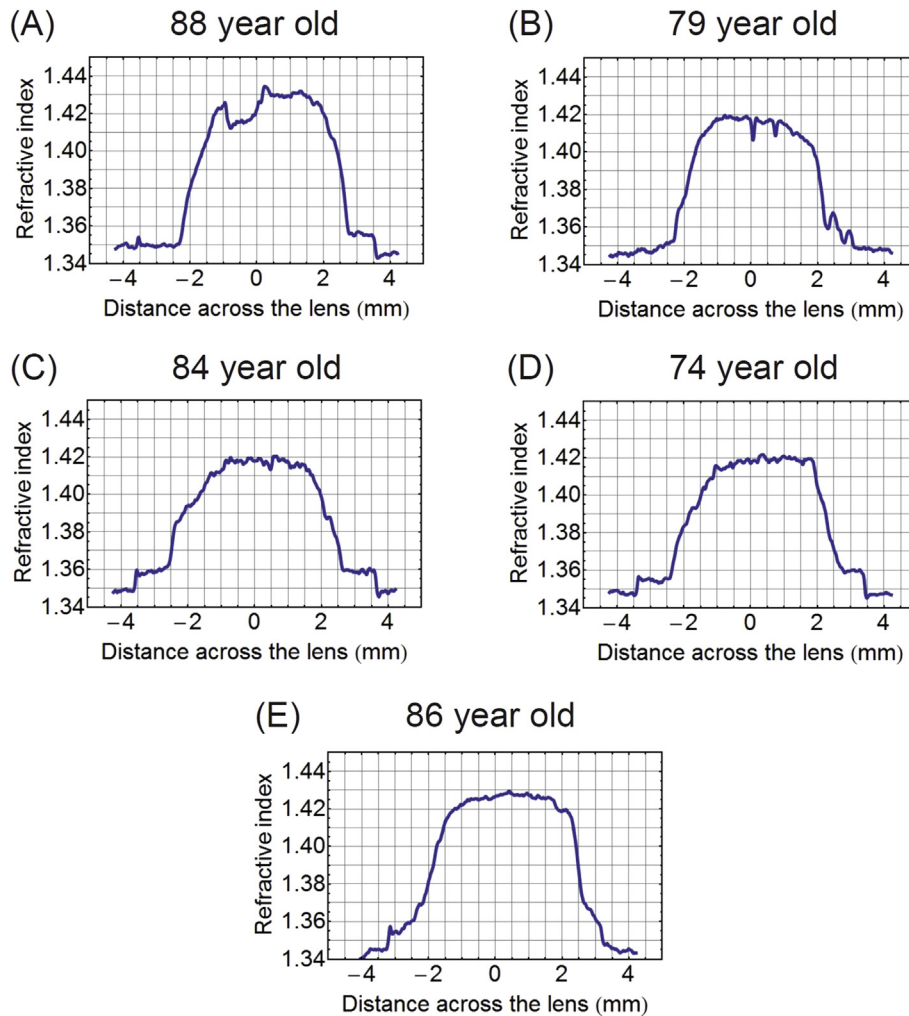 (A) 88 year old
Refractive index
1.44
1.42
1.40
1.38
1.36
1.34
−4 −2 0 2 4
Distance across the lens (mm)
(B) 79 year old
Refractive index
1.44
1.42
1.40
1.38
1.36
1.34
−4 −2 0 2 4
Distance across the lens (mm)
(C) 84 year old
Refractive index
1.44
1.42
1.40
1.38
1.36
1.34
−4 −2 0 2 4
Distance across the lens (mm)
(D) 74 year old
Refractive index
1.44
1.42
1.40
1.38
1.36
1.34
−4 −2 0 2 4
Distance across the lens (mm)
(E) 86 year old
Refractive index
1.44
1.42
1.40
1.38
1.36
1.34
−4 −2 0 2 4
Distance across the lens (mm)